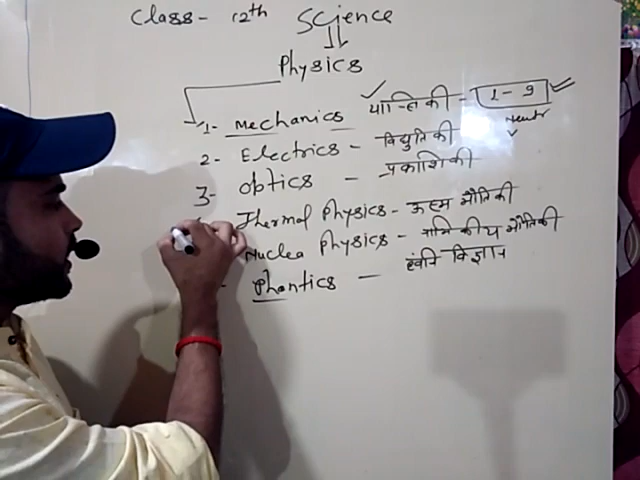 Class- 12th Science
Physics
1- Mechanics यान्त्रिकी - 1-9
Newtr
2- Electrics - विद्युतिकी
3- Optics - प्रकाशिकी
Thermal Physics - ऊष्म भौतिकी
Nuclea Physics - नाभिकीय भौतिकी
Phontics - ध्वनि विज्ञान